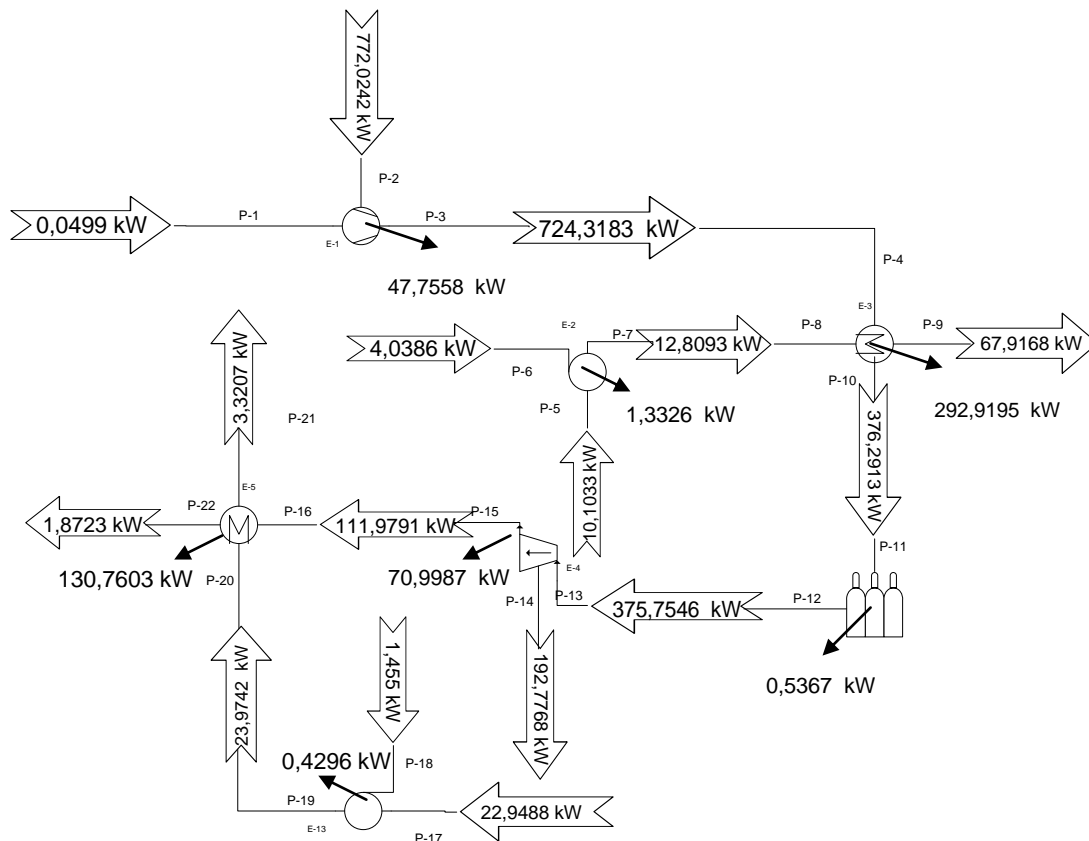 772,0242 kW
P-2
0,0499 kW
P-1
E-1
P-3
724,3183 kW
P-4
47,7558 kW
E-3
E-2
P-7
12,8093 kW
P-8
P-9
67,9168 kW
4,0386 kW
P-6
P-5
1,3326 kW
P-10
292,9195 kW
3,3207 kW
P-21
376,2913 kW
10,1033 kW
E-5
P-22
P-16
1,8723 kW
111,9791 kW
P-15
P-11
130,7603 kW
P-20
70,9987 kW
E-4
P-14
P-13
375,7546 kW
P-12
0,5367 kW
23,9742 kW
1,455 kW
192,7768 kW
0,4296 kW
P-18
P-19
E-13
P-17
22,9488 kW